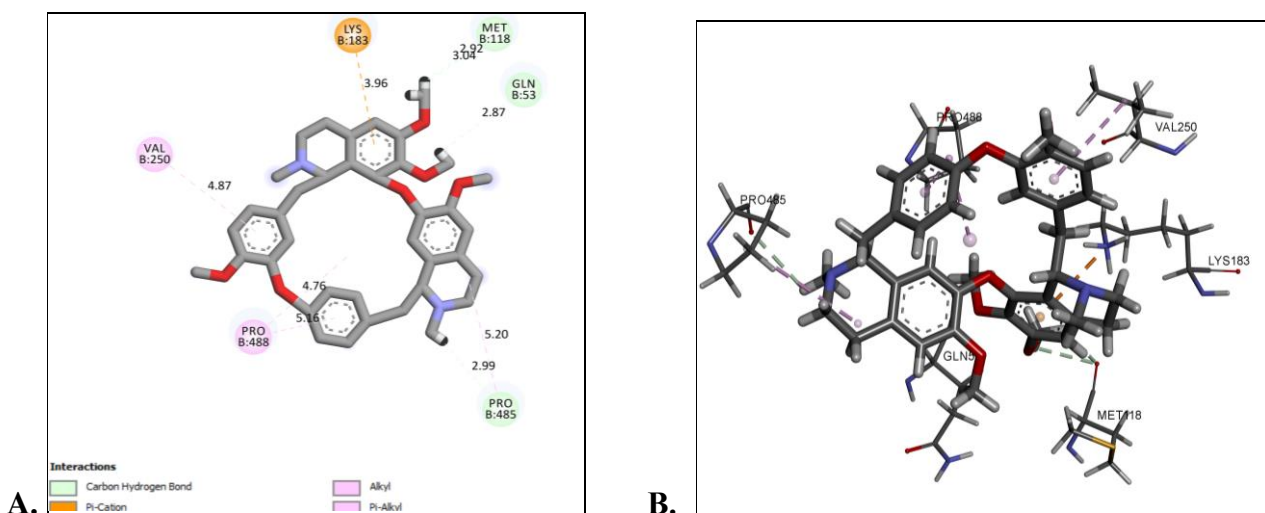 LYS
B:183
MET
B:118
2.92
3.04
3.96
GLN
B:53
2.87
VAL
B:250
4.87
4.76
5.16
PRO
B:488
5.20
2.99
PRO
B:485
Interactions
Carbon Hydrogen Bond
Pi-Cation
Alkyl
Pi-Alkyl
A.
PRO488
VAL250
PRO485
LYS183
GLN5
MET118
B.